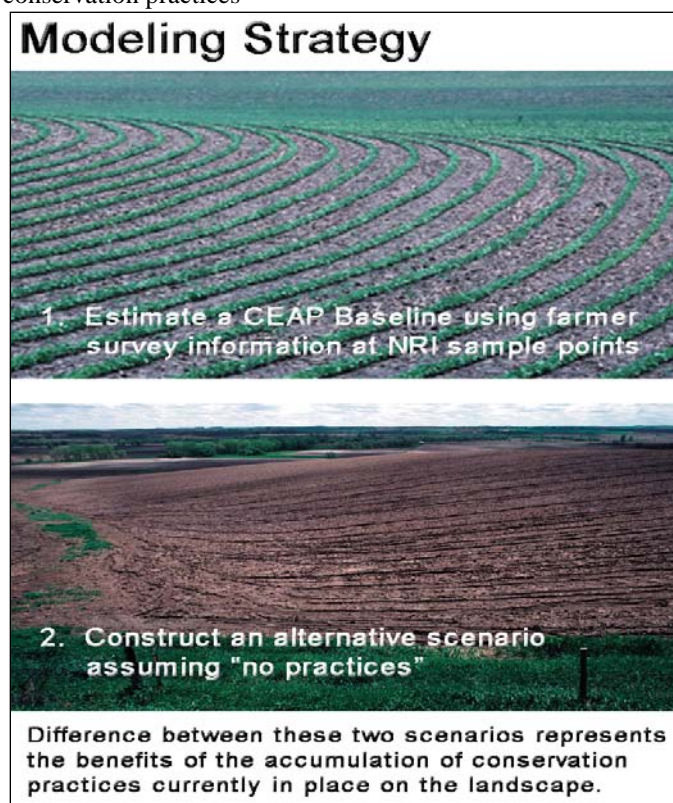 conservation practices
Modeling Strategy
1. Estimate a CEAP Baseline using farmer
survey information at NRI sample points
2. Construct an alternative scenario
assuming "no practices"
Difference between these two scenarios represents
the benefits of the accumulation of conservation
practices currently in place on the landscape.